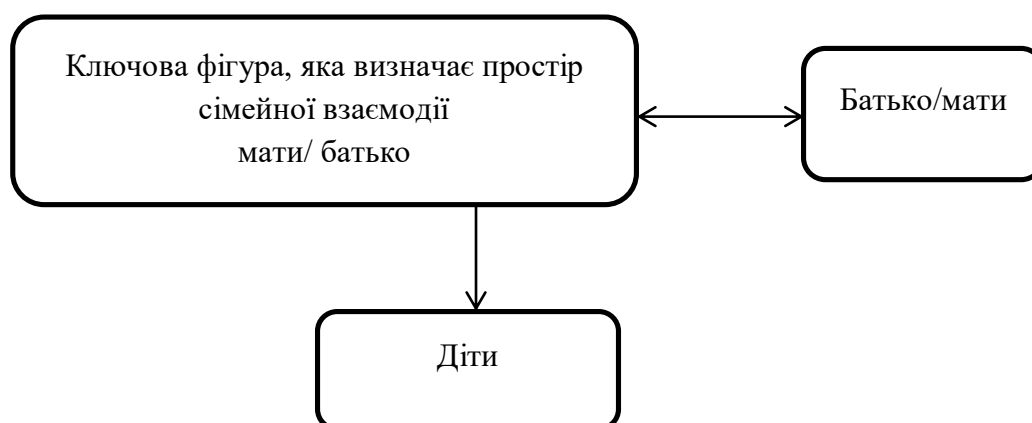 Ключова фігура, яка визначає простір
сімейної взаємодії
мати/ батько
Батько/мати
Діти